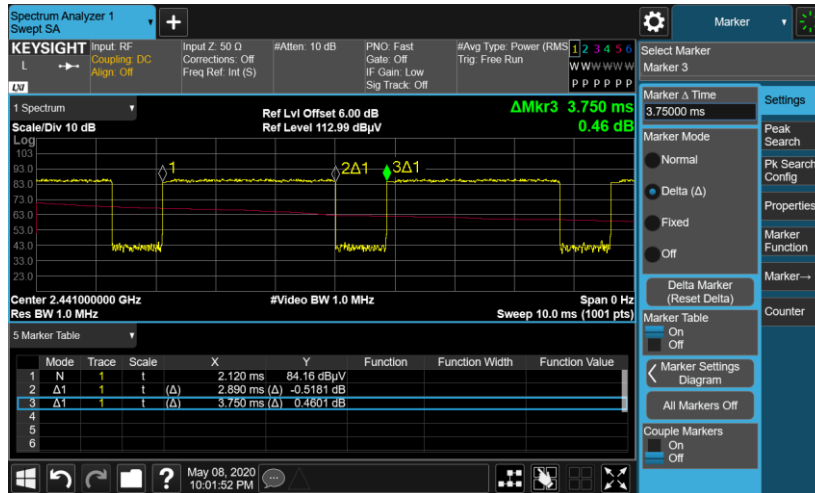 Spectrum Analyzer 1
Swept SA
Marker
KEYSIGHT
L
LXI
Input: RF
Coupling: DC
Align: Off
Input Z: 50 Ω
Corrections: Off
Freq Ref: Int (S)
#Atten: 10 dB
PNO: Fast
Gate: Off
IF Gain: Low
Sig Track: Off
#Avg Type: Power (RMS
Trig: Free Run
1 2 3 4 5 6
W W W W W W
P P P P P P
Select Marker
Marker 3
1 Spectrum
Scale/Div 10 dB
Log
Ref Lvl Offset 6.00 dB
Ref Level 112.99 dBµV
ΔMkr3 3.750 ms
0.46 dB
103
93.0
83.0
73.0
63.0
53.0
43.0
33.0
23.0
1
2Δ1
3Δ1
Center 2.441000000 GHz
Res BW 1.0 MHz
#Video BW 1.0 MHz
Span 0 Hz
Sweep 10.0 ms (1001 pts)
5 Marker Table
Mode Trace Scale X Y Function Function Width Function Value
1 N 1 t 2.120 ms 84.16 dBµV
2 Δ1 1 t (Δ) 2.890 ms (Δ) -0.5181 dB
3 Δ1 1 t (Δ) 3.750 ms (Δ) 0.4601 dB
4
5
6
Marker Δ Time
3.75000 ms
Marker Mode
Normal
Delta (Δ)
Fixed
Off
Delta Marker
(Reset Delta)
Marker Table
On
Off
Marker Settings
Diagram
All Markers Off
Couple Markers
On
Off
Settings
Peak
Search
Pk Search
Config
Properties
Marker
Function
Marker→
Counter
?
May 08, 2020
10:01:52 PM